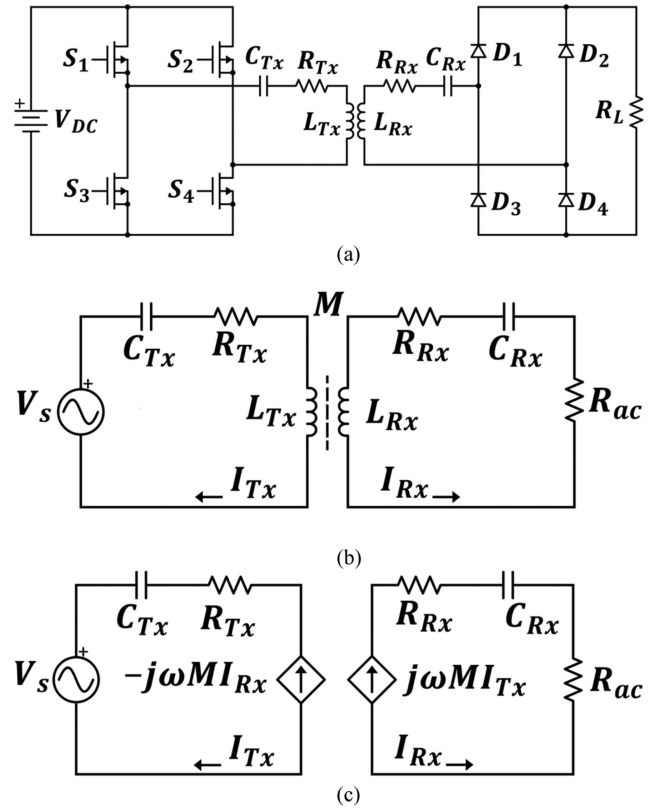 S1 S2 CTx RTx RRx CRx D1 D2
+ VDC LTx LRx RL
S3 S4 D3 D4
(a)
M
CTx RTx RRx CRx
+
Vs LTx LRx Rac
ITx IRx
(b)
CTx RTx RRx CRx
+
Vs -jωMIRx jωMITx Rac
ITx IRx
(c)